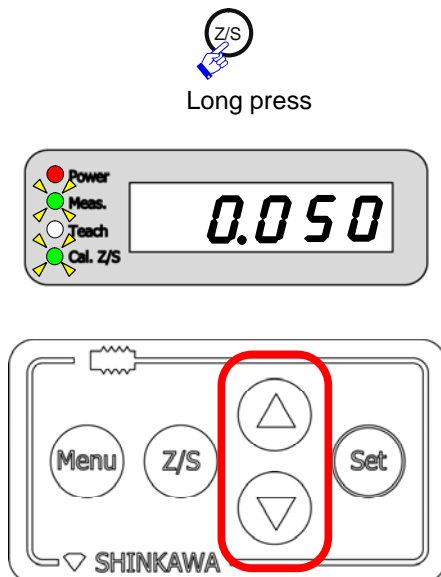 Z/S
Long press
Power
Meas.
Teach
Cal. Z/S
0.050
Menu
Z/S
Set
SHINKAWA